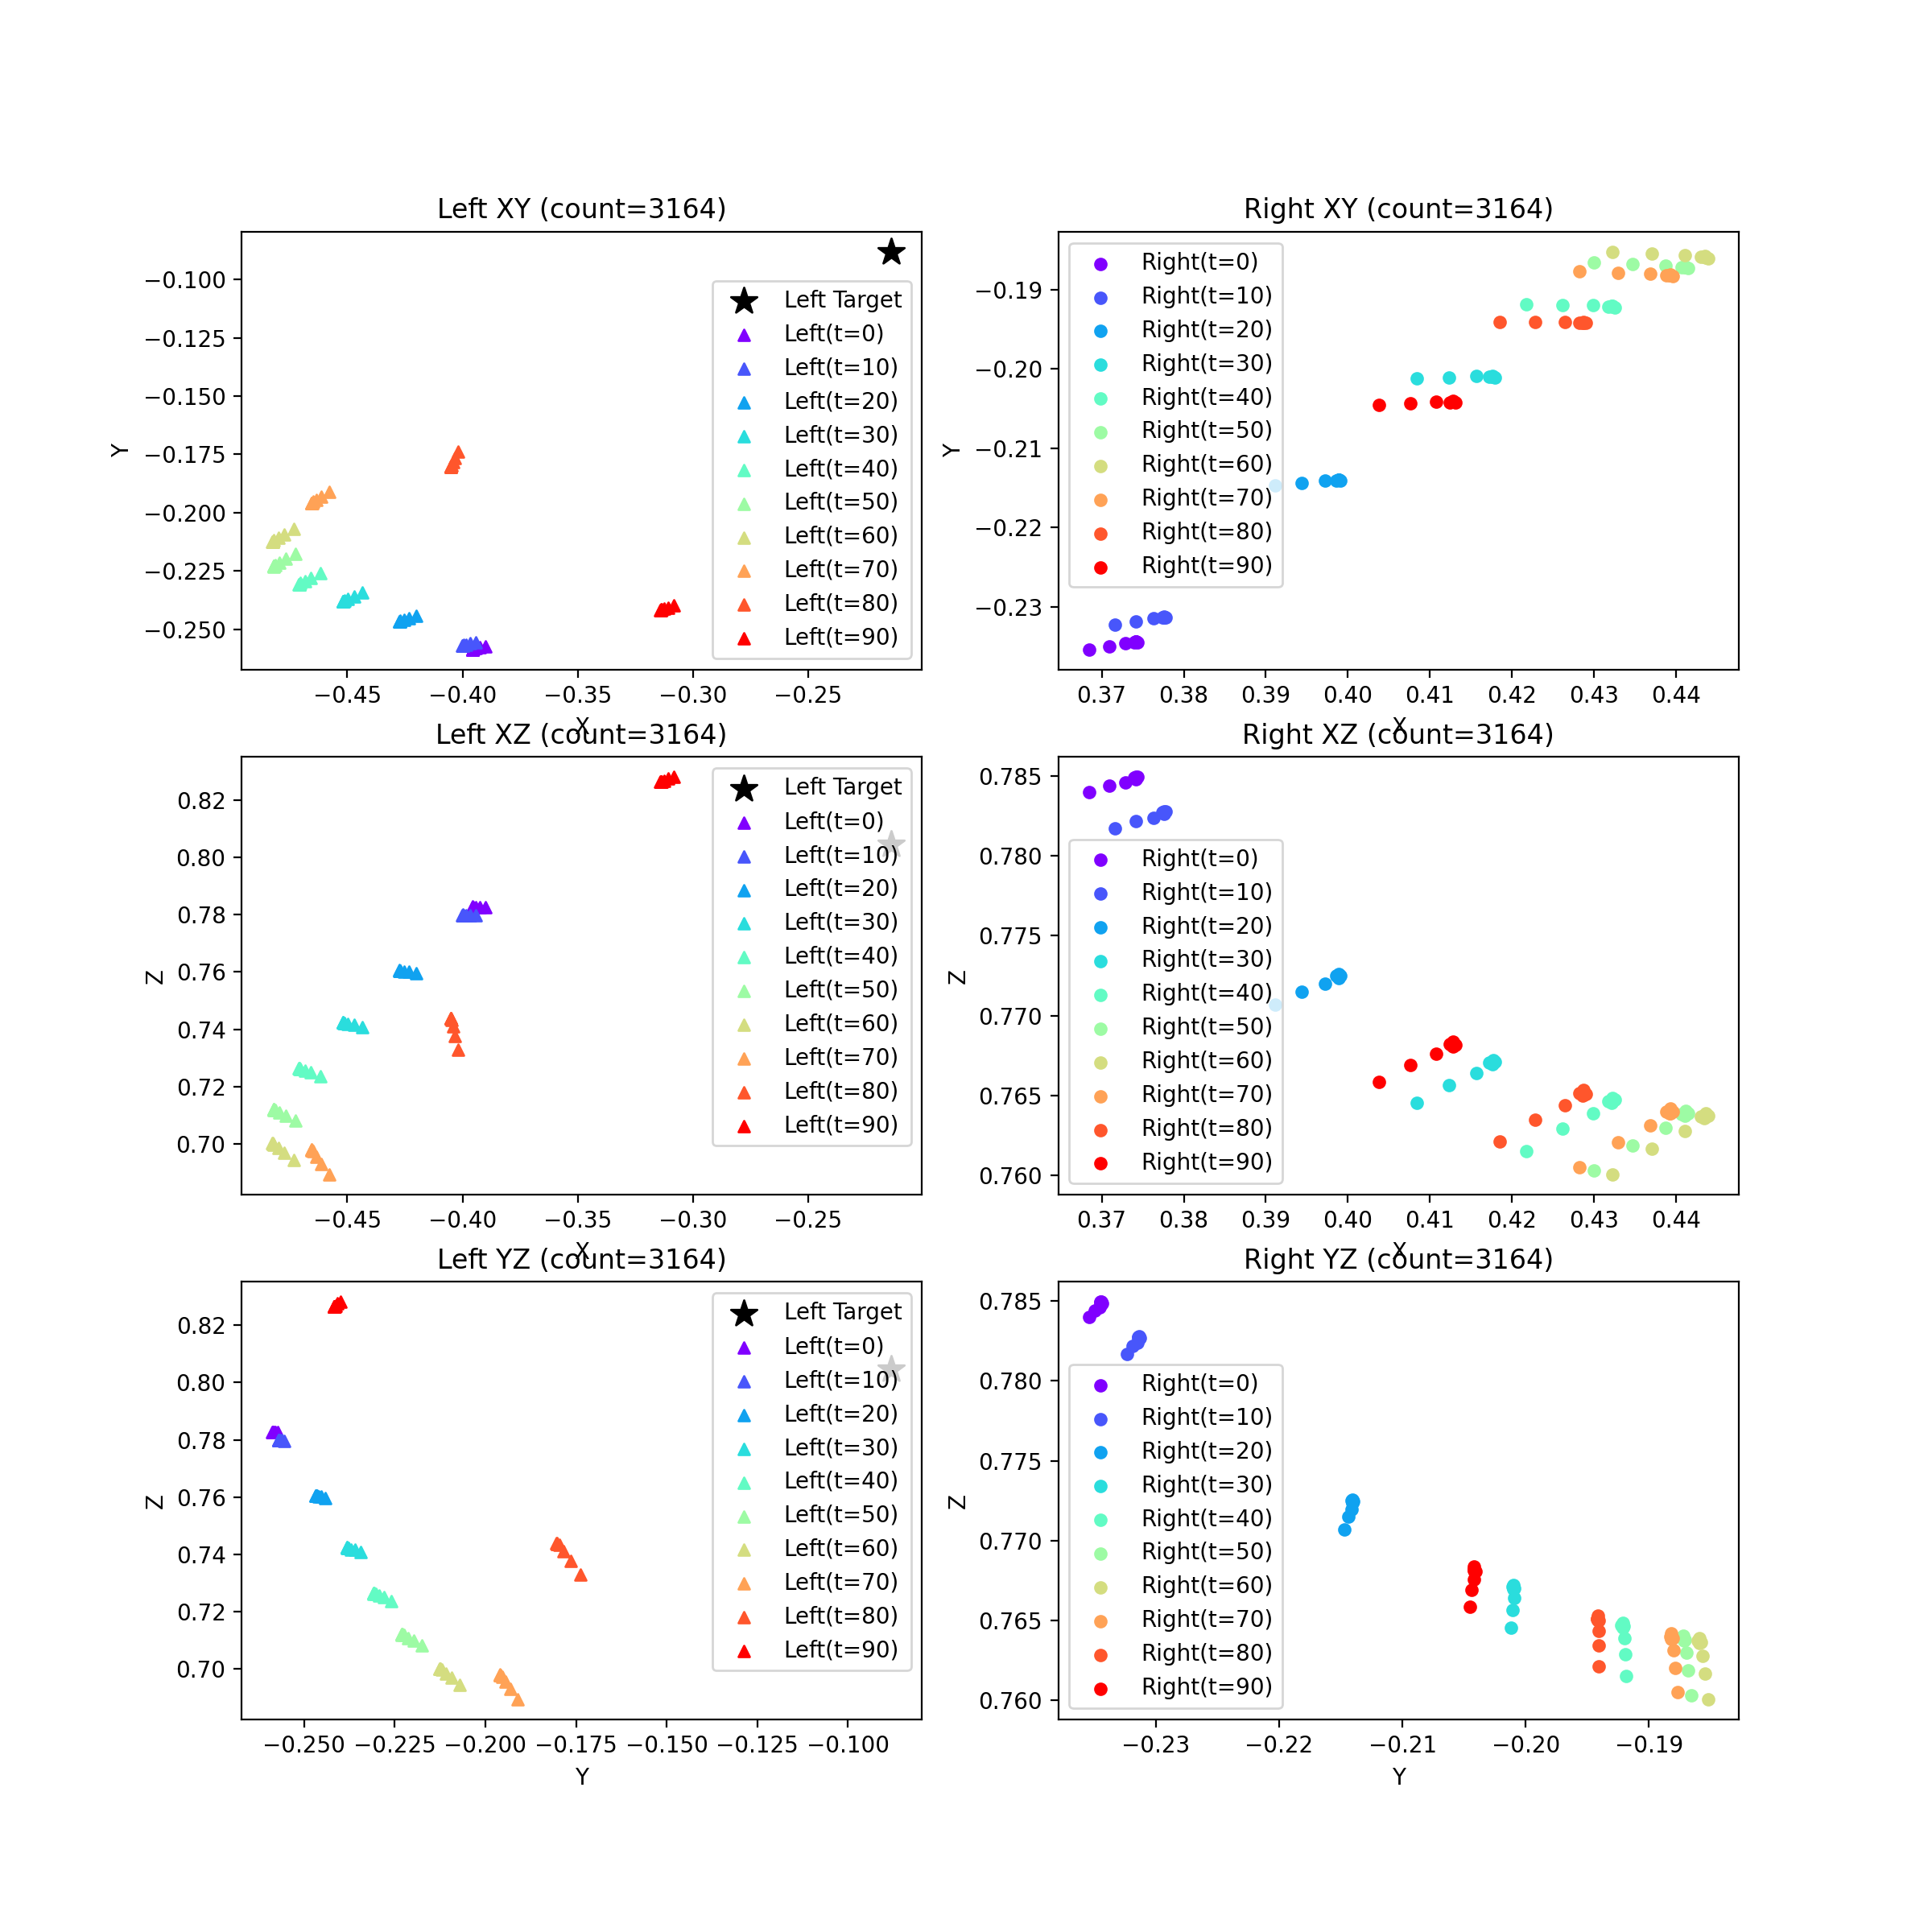 Left XY (count=3164)
Y
−0.100
−0.125
−0.150
−0.175
−0.200
−0.225
−0.250
Left Target
Left(t=0)
Left(t=10)
Left(t=20)
Left(t=30)
Left(t=40)
Left(t=50)
Left(t=60)
Left(t=70)
Left(t=80)
Left(t=90)
−0.45 −0.40 −0.35 −0.30 −0.25
X
Right XY (count=3164)
Y
−0.19
−0.20
−0.21
−0.22
−0.23
Right(t=0)
Right(t=10)
Right(t=20)
Right(t=30)
Right(t=40)
Right(t=50)
Right(t=60)
Right(t=70)
Right(t=80)
Right(t=90)
0.37 0.38 0.39 0.40 0.41 0.42 0.43 0.44
X
Left XZ (count=3164)
Z
0.82
0.80
0.78
0.76
0.74
0.72
0.70
Left Target
Left(t=0)
Left(t=10)
Left(t=20)
Left(t=30)
Left(t=40)
Left(t=50)
Left(t=60)
Left(t=70)
Left(t=80)
Left(t=90)
−0.45 −0.40 −0.35 −0.30 −0.25
X
Right XZ (count=3164)
Z
0.785
0.780
0.775
0.770
0.765
0.760
Right(t=0)
Right(t=10)
Right(t=20)
Right(t=30)
Right(t=40)
Right(t=50)
Right(t=60)
Right(t=70)
Right(t=80)
Right(t=90)
0.37 0.38 0.39 0.40 0.41 0.42 0.43 0.44
X
Left YZ (count=3164)
Z
0.82
0.80
0.78
0.76
0.74
0.72
0.70
Left Target
Left(t=0)
Left(t=10)
Left(t=20)
Left(t=30)
Left(t=40)
Left(t=50)
Left(t=60)
Left(t=70)
Left(t=80)
Left(t=90)
−0.250 −0.225 −0.200 −0.175 −0.150 −0.125 −0.100
Y
Right YZ (count=3164)
Z
0.785
0.780
0.775
0.770
0.765
0.760
Right(t=0)
Right(t=10)
Right(t=20)
Right(t=30)
Right(t=40)
Right(t=50)
Right(t=60)
Right(t=70)
Right(t=80)
Right(t=90)
−0.23 −0.22 −0.21 −0.20 −0.19
Y